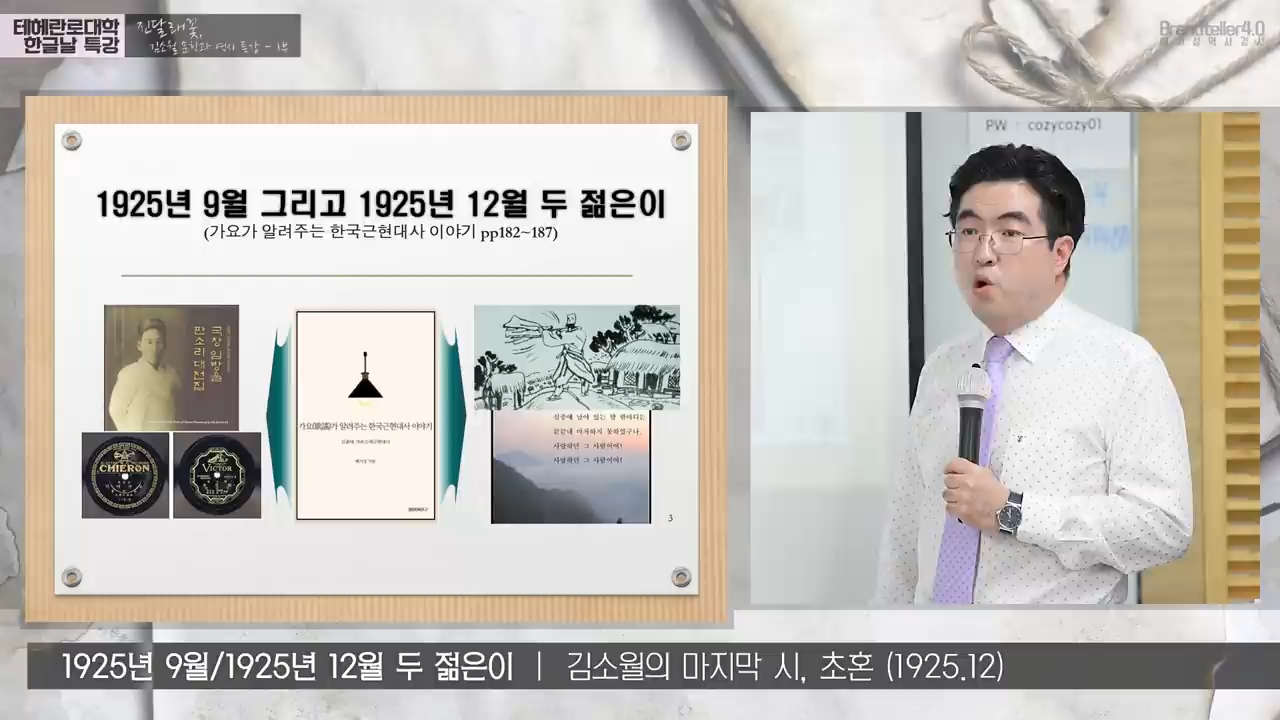 테헤란로대학
한글날 특강
진달래꽃,
김소월 문학과 역사 특강 - 1부
Brandteller4.0
PW : cozycozy01
1925년 9월 그리고 1925년 12월 두 젊은이
(가요가 알려주는 한국근현대사 이야기 pp182~187)
국창 임방울
판소리 대전집
CHIERON
VICTOR
가요(歌謠)가 알려주는 한국근현대사 이야기
심중에 남아 있는 말 한마디는
끝끝내 마저하지 못하였구나.
사랑하던 그 사람이여!
사랑하던 그 사람이여!
3
1925년 9월/1925년 12월 두 젊은이 | 김소월의 마지막 시, 초혼 (1925.12)